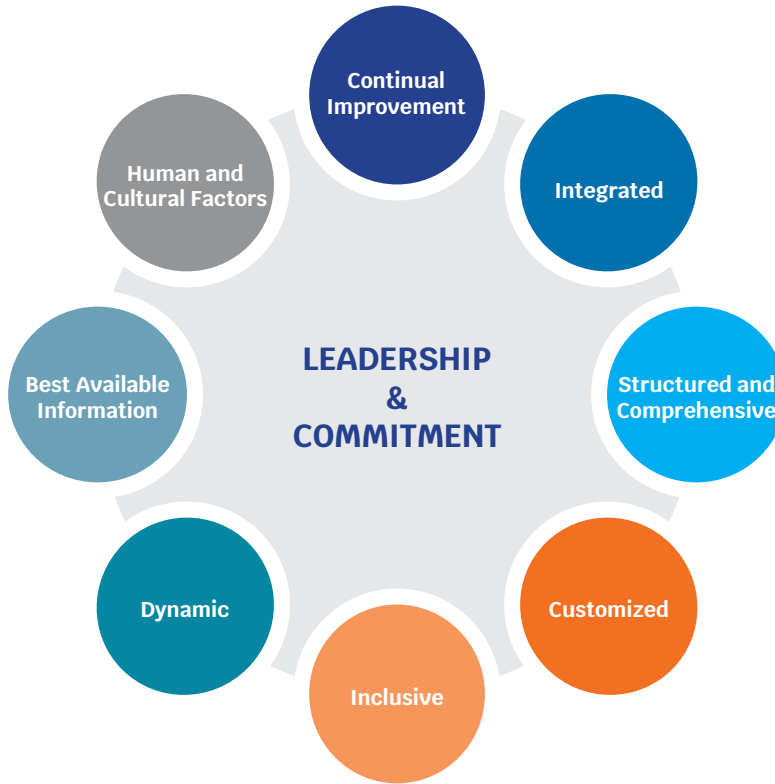 Continual
Improvement
Human and
Cultural Factors
Integrated
LEADERSHIP
&
COMMITMENT
Best Available
Information
Structured and
Comprehensive
Dynamic
Customized
Inclusive